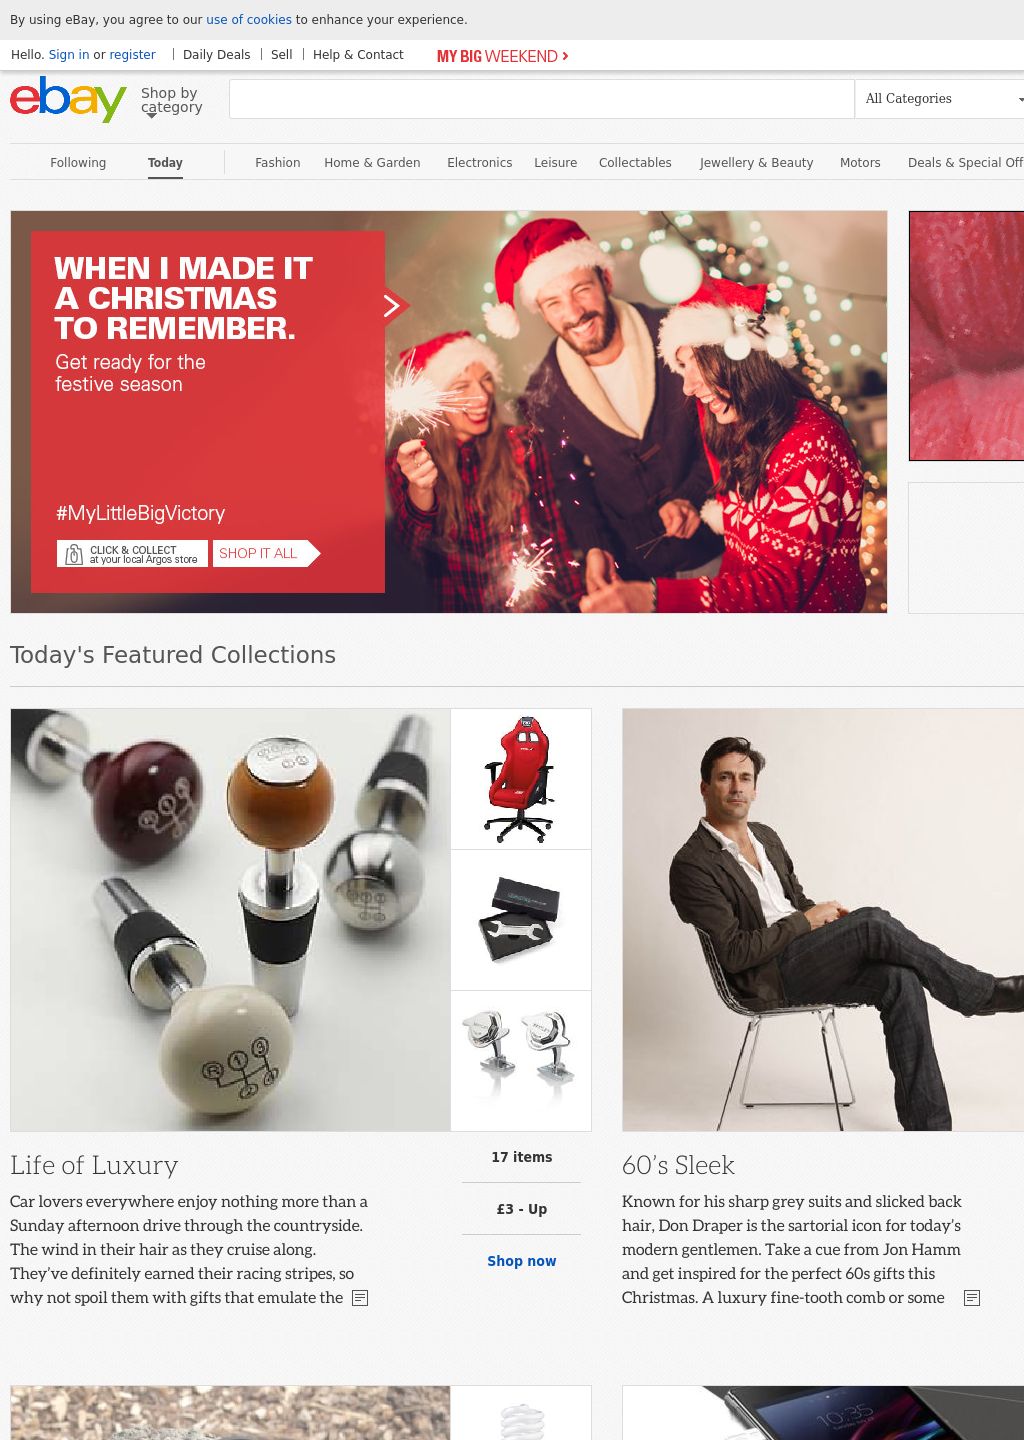 By using eBay, you agree to our use of cookies to enhance your experience.
Hello. Sign in or register
Daily Deals
Sell
Help & Contact
MY BIG WEEKEND
ebay
Shop by
category
All Categories
Following
Today
Fashion
Home & Garden
Electronics
Leisure
Collectables
Jewellery & Beauty
Motors
Deals & Special Off
WHEN I MADE IT
A CHRISTMAS
TO REMEMBER.
Get ready for the
festive season
#MyLittleBigVictory
CLICK & COLLECT
at your local Argos store
SHOP IT ALL
Today's Featured Collections
R 1 3
Life of Luxury
Car lovers everywhere enjoy nothing more than a
Sunday afternoon drive through the countryside.
The wind in their hair as they cruise along.
They’ve definitely earned their racing stripes, so
why not spoil them with gifts that emulate the
17 items
£3 - Up
Shop now
60’s Sleek
Known for his sharp grey suits and slicked back
hair, Don Draper is the sartorial icon for today’s
modern gentlemen. Take a cue from Jon Hamm
and get inspired for the perfect 60s gifts this
Christmas. A luxury fine-tooth comb or some
10:35